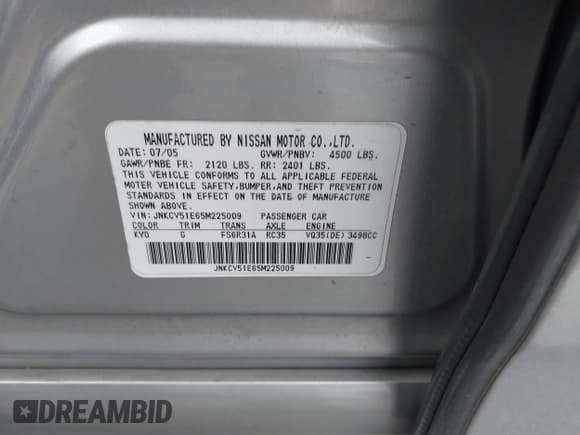 MANUFACTURED BY NISSAN MOTOR CO.,LTD.
DATE: 07/05 GVWR/PNBV: 4500 LBS.
GAWR/PNBE FR: 2120 LBS. RR: 2401 LBS.
THIS VEHICLE CONFORMS TO ALL APPLICABLE FEDERAL
MOTOR VEHICLE SAFETY,BUMPER,AND THEFT PREVENTION
STANDARDS IN EFFECT ON THE DATE OF MANUFACTURE
SHOWN ABOVE.
VIN: JNKCV51E65M225009 PASSENGER CAR
COLOR TRIM TRANS AXLE ENGINE
KY0 G FS6R31A RC35 VQ35(DE) 3498CC
JNKCV51E65M225009
DREAMBID